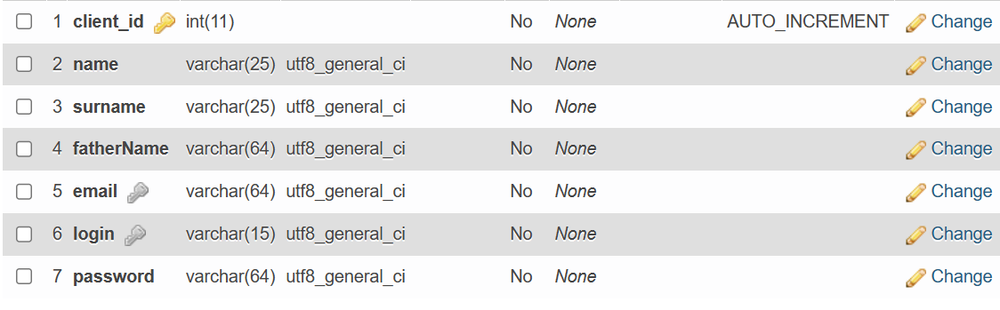 1 client_id int(11) No None AUTO_INCREMENT Change
2 name varchar(25) utf8_general_ci No None Change
3 surname varchar(25) utf8_general_ci No None Change
4 fatherName varchar(64) utf8_general_ci No None Change
5 email varchar(64) utf8_general_ci No None Change
6 login varchar(15) utf8_general_ci No None Change
7 password varchar(64) utf8_general_ci No None Change